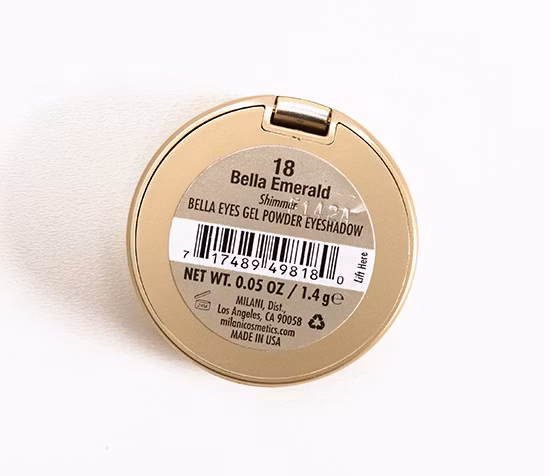 18
Bella Emerald
Shimmer
BELLA EYES GEL POWDER EYESHADOW
7 17489 49818 0
Lift Here
NET WT. 0.05 OZ / 1.4 g e
24M
MILANI, Dist.,
Los Angeles, CA 90058
milanicosmetics.com
MADE IN USA